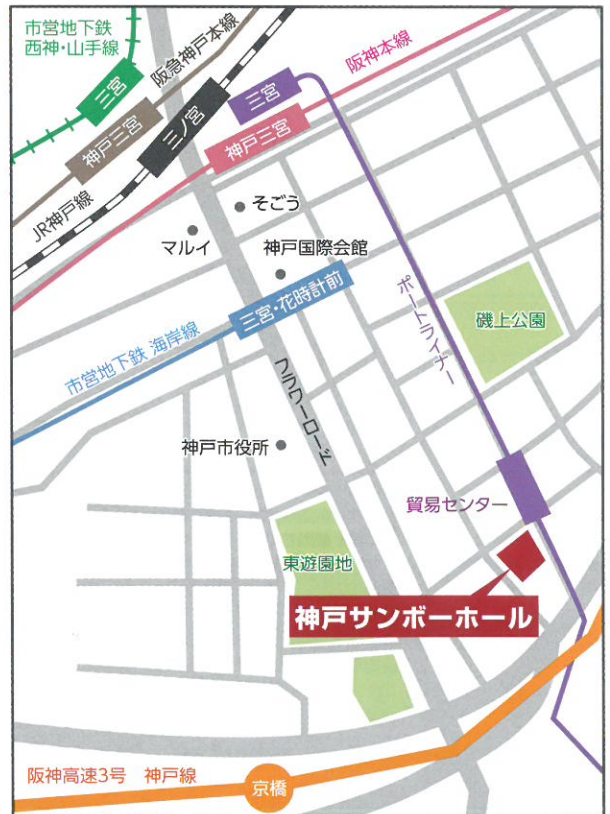 市営地下鉄
西神・山手線
阪急神戸本線
阪神本線
三宮
三宮
神戸三宮
三ノ宮
神戸三宮
JR神戸線
そごう
マルイ
神戸国際会館
三宮・花時計前
ポートライナー
磯上公園
市営地下鉄 海岸線
フラワーロード
神戸市役所
貿易センター
東遊園地
神戸サンボーホール
阪神高速3号 神戸線
京橋